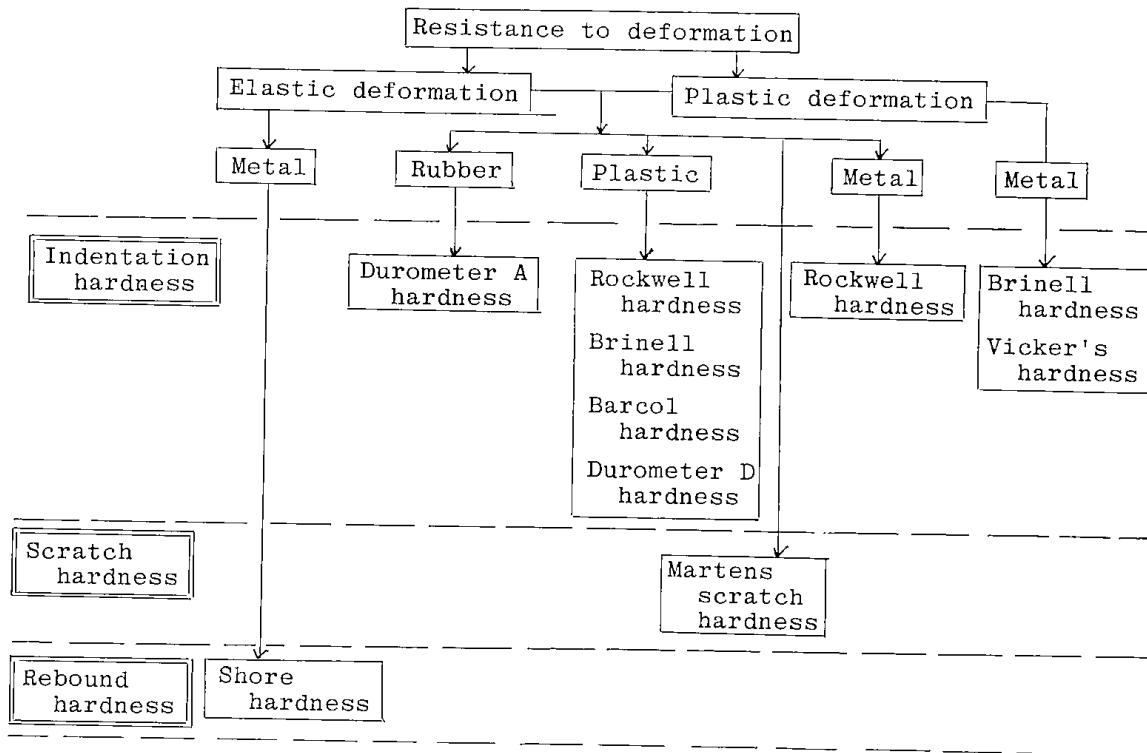 Resistance to deformation
Elastic deformation
Plastic deformation
Metal
Rubber
Plastic
Metal
Metal
Indentation
hardness
Durometer A
hardness
Rockwell
hardness
Brinell
hardness
Barcol
hardness
Durometer D
hardness
Rockwell
hardness
Brinell
hardness
Vicker's
hardness
Scratch
hardness
Martens
scratch
hardness
Rebound
hardness
Shore
hardness